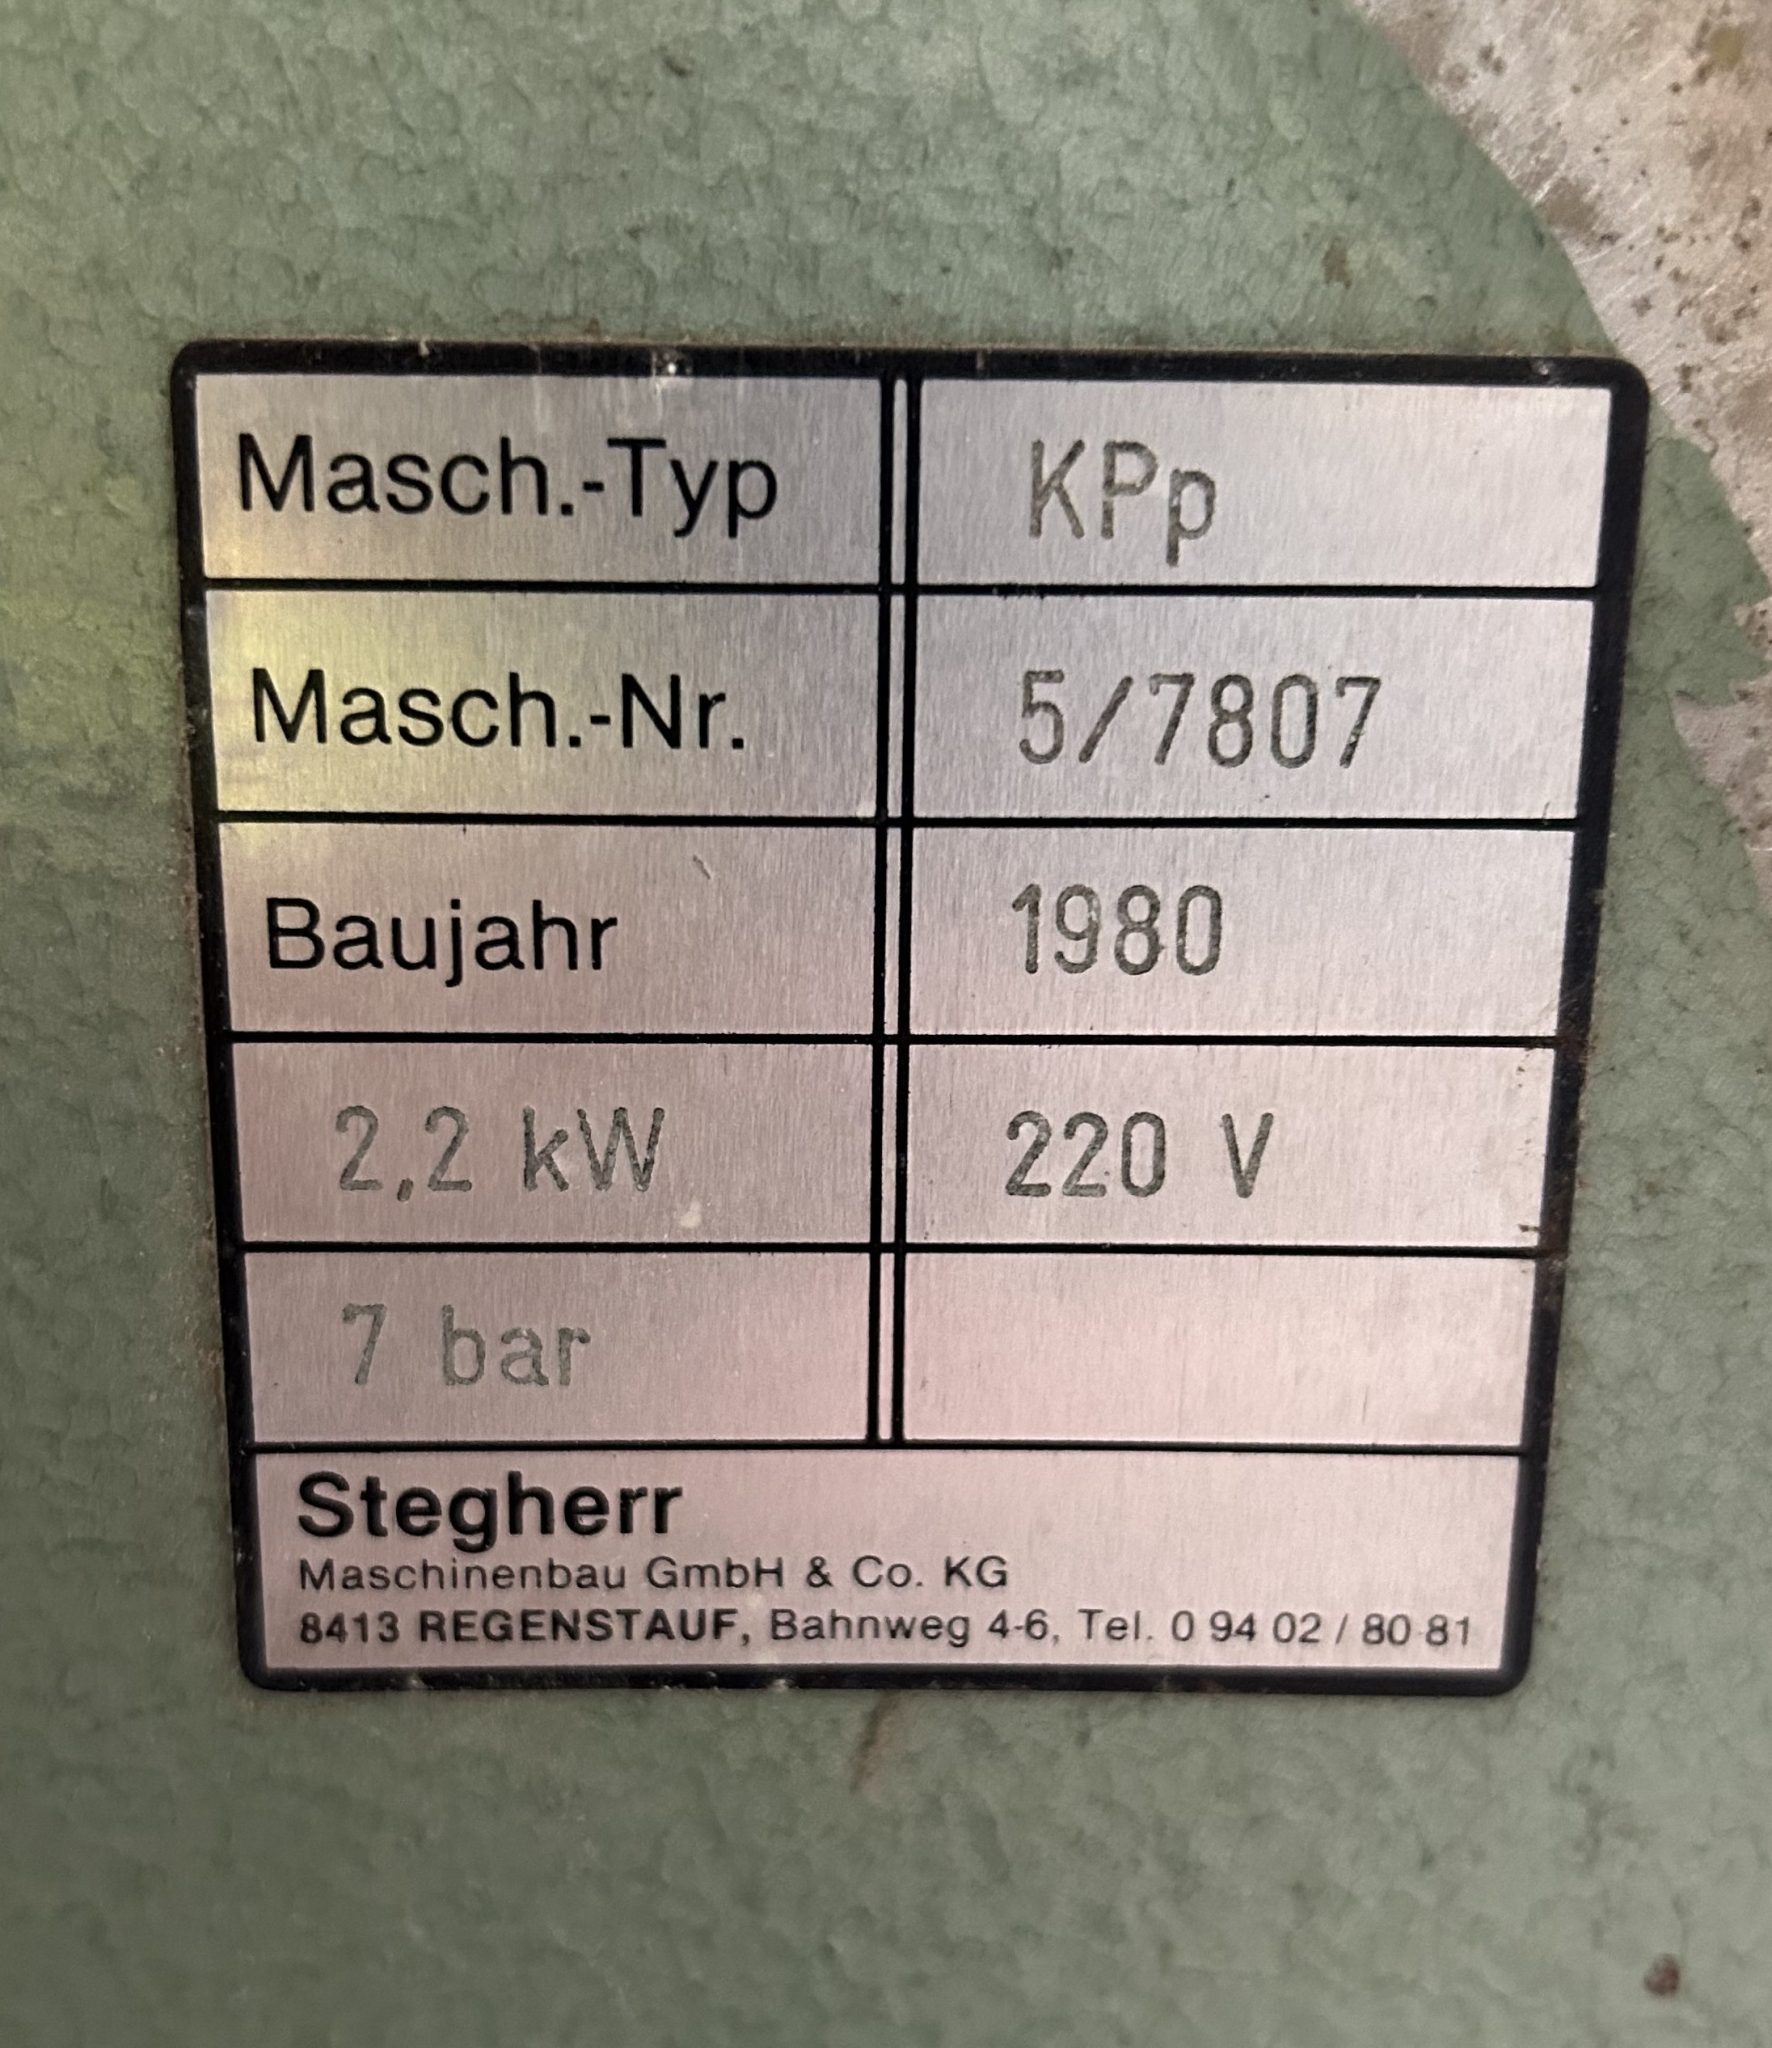 Masch.-Typ KPp
Masch.-Nr. 5/7807
Baujahr 1980
2,2 kW 220 V
7 bar
Stegherr
Maschinenbau GmbH & Co. KG
8413 REGENSTAUF, Bahnweg 4-6, Tel. 0 94 02 / 80 81